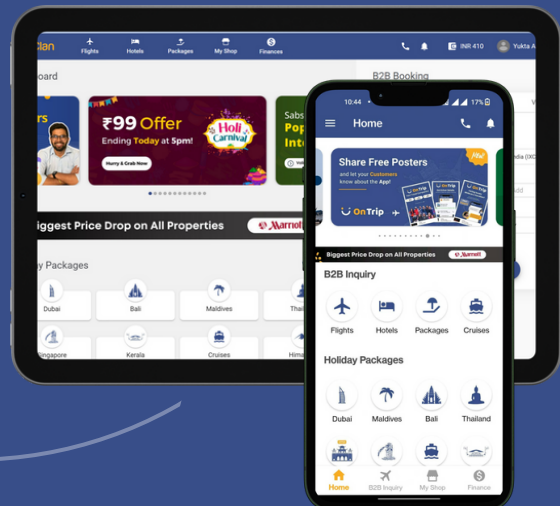 Clan
Flights
Hotels
Packages
My Shop
Finances
INR 410
Yukta A
B2B Booking
₹99 Offer
Ending Today at 5pm!
Hurry & Grab Now
Holi
Carnival
Sabs
Pop
Inte
iggest Price Drop on All Properties
Marriott
y Packages
Dubai
Bali
Maldives
Thai
Singapore
Kerala
Cruises
Hima
ndia (IXC
10:44
17%
Home
Share Free Posters
and let your Customers
know about the App!
New
OnTrip
Biggest Price Drop on All Properties
Marriott
B2B Inquiry
Flights
Hotels
Packages
Cruises
Holiday Packages
Dubai
Maldives
Bali
Thailand
Home
B2B Inquiry
My Shop
Finance